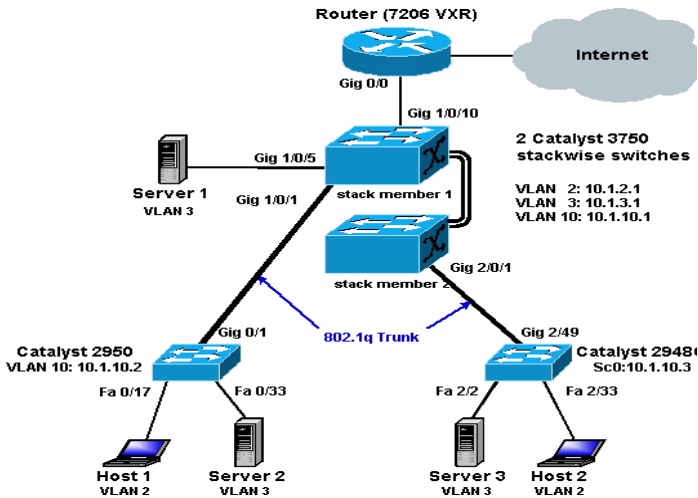 Router (7206 VXR)
Internet
Gig 0/0
Gig 1/0/10
2 Catalyst 3750
stackwise switches
VLAN 2: 10.1.2.1
VLAN 3: 10.1.3.1
VLAN 10: 10.1.10.1
Gig 1/0/5
Server 1
VLAN 3
Gig 1/0/1
stack member 1
stack member 2
Gig 2/0/1
802.1q Trunk
Gig 0/1
Gig 2/49
Catalyst 2950
VLAN 10: 10.1.10.2
Catalyst 2948G
Sc0:10.1.10.3
Fa 0/17
Fa 0/33
Fa 2/2
Fa 2/33
Host 1
VLAN 2
Server 2
VLAN 3
Server 3
VLAN 3
Host 2
VLAN 2